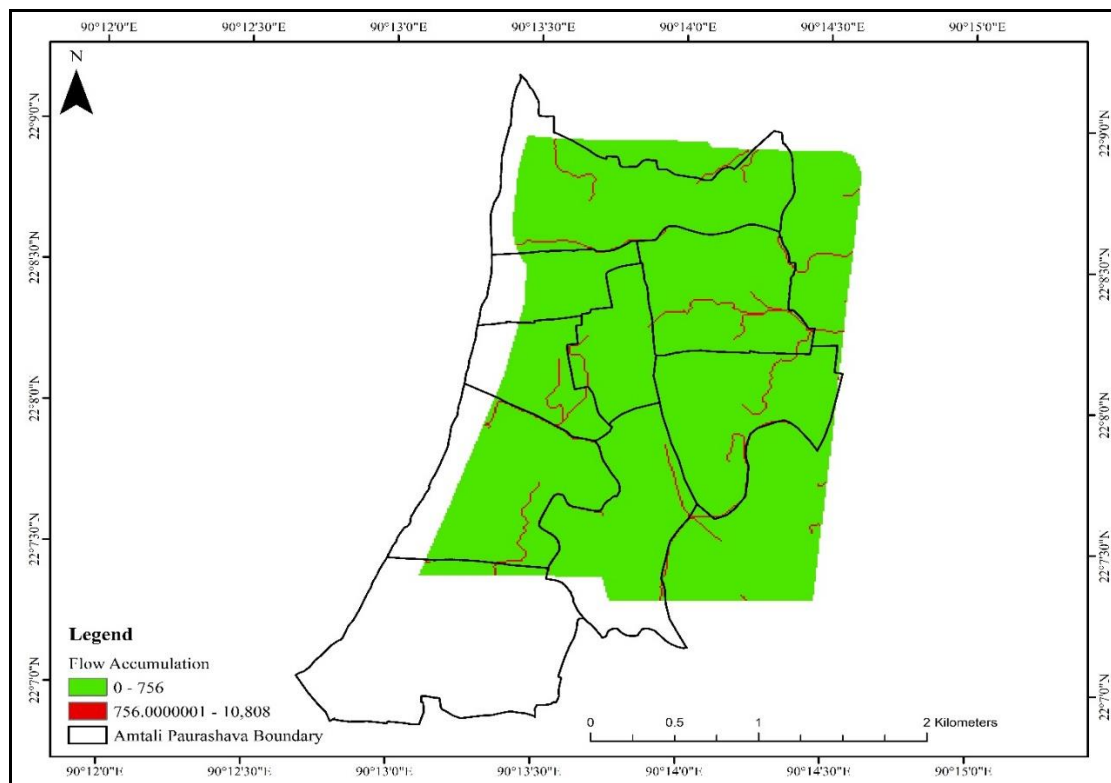 90°12'0"E 90°12'30"E 90°13'0"E 90°13'30"E 90°14'0"E 90°14'30"E 90°15'0"E
N
22°9'0"N 22°9'0"N
22°8'30"N 22°8'30"N
22°8'0"N 22°8'0"N
22°7'30"N 22°7'30"N
22°7'0"N 22°7'0"N
Legend
Flow Accumulation
0 - 756
756.0000001 - 10,808
Amtali Paurashava Boundary
0 0.5 1 2 Kilometers
90°12'0"E 90°12'30"E 90°13'0"E 90°13'30"E 90°14'0"E 90°14'30"E 90°15'0"E